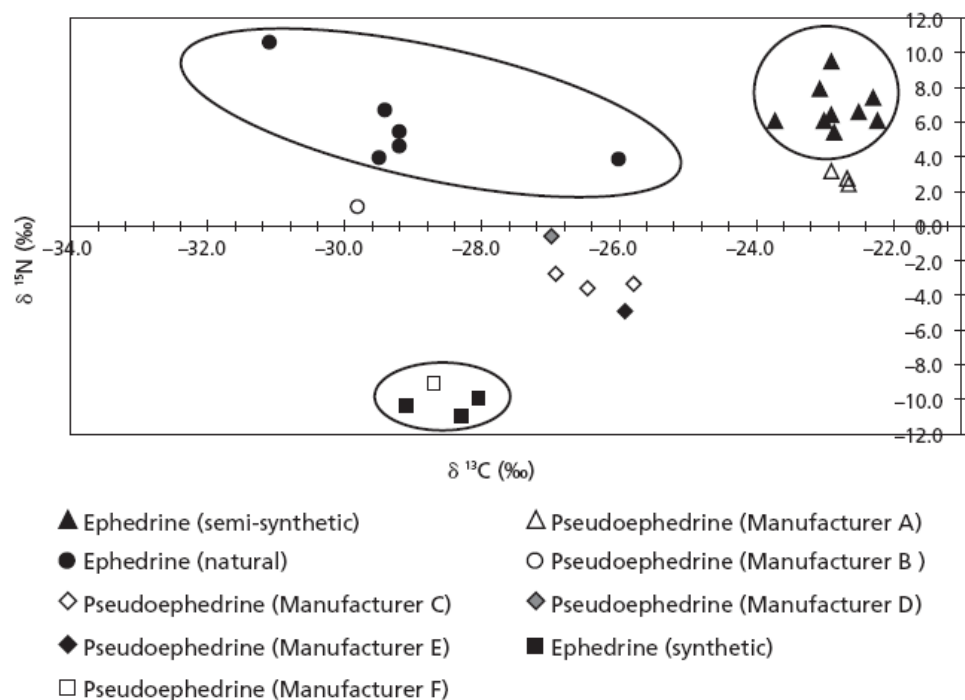 12.0
10.0
8.0
6.0
4.0
2.0
0.0
–34.0 –32.0 –30.0 –28.0 –26.0 –24.0 –22.0
–2.0
–4.0
–6.0
–8.0
–10.0
–12.0
δ ¹⁵N (‰)
δ ¹³C (‰)
Ephedrine (semi-synthetic)
Pseudoephedrine (Manufacturer A)
Ephedrine (natural)
Pseudoephedrine (Manufacturer B )
Pseudoephedrine (Manufacturer C)
Pseudoephedrine (Manufacturer D)
Pseudoephedrine (Manufacturer E)
Ephedrine (synthetic)
Pseudoephedrine (Manufacturer F)